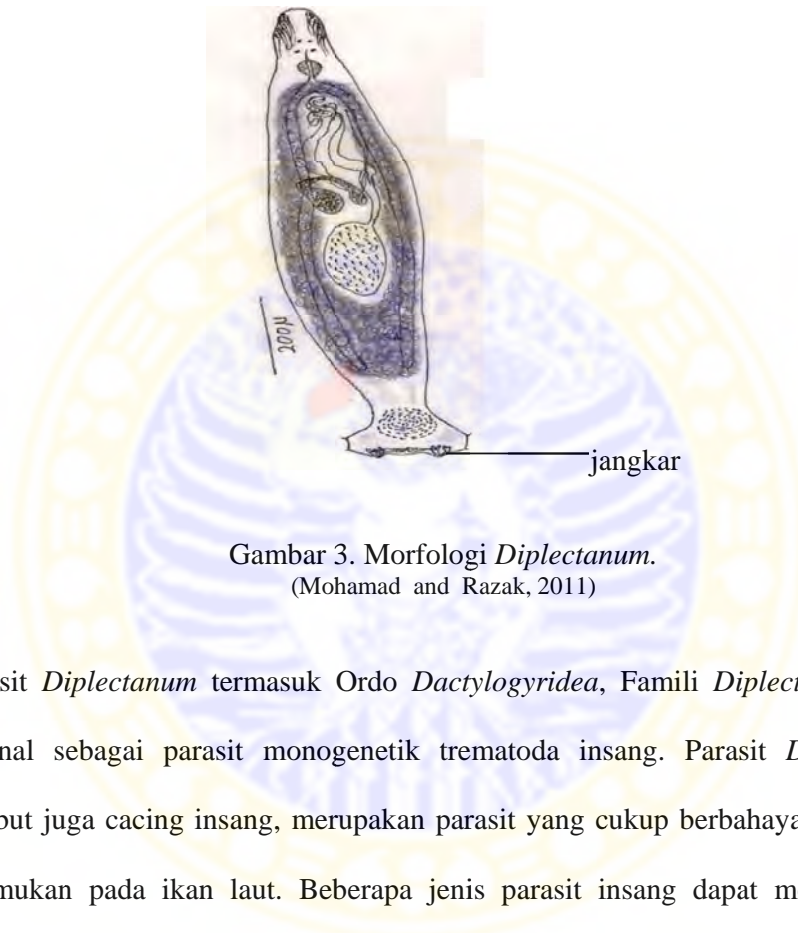 200μ
jangkar
Gambar 3. Morfologi Diplectanum.
(Mohamad and Razak, 2011)
sit Diplectanum termasuk Ordo Dactylogyridea, Famili Diplect
nal sebagai parasit monogenetik trematoda insang. Parasit D
but juga cacing insang, merupakan parasit yang cukup berbahaya
mukan pada ikan laut. Beberapa jenis parasit insang dapat m